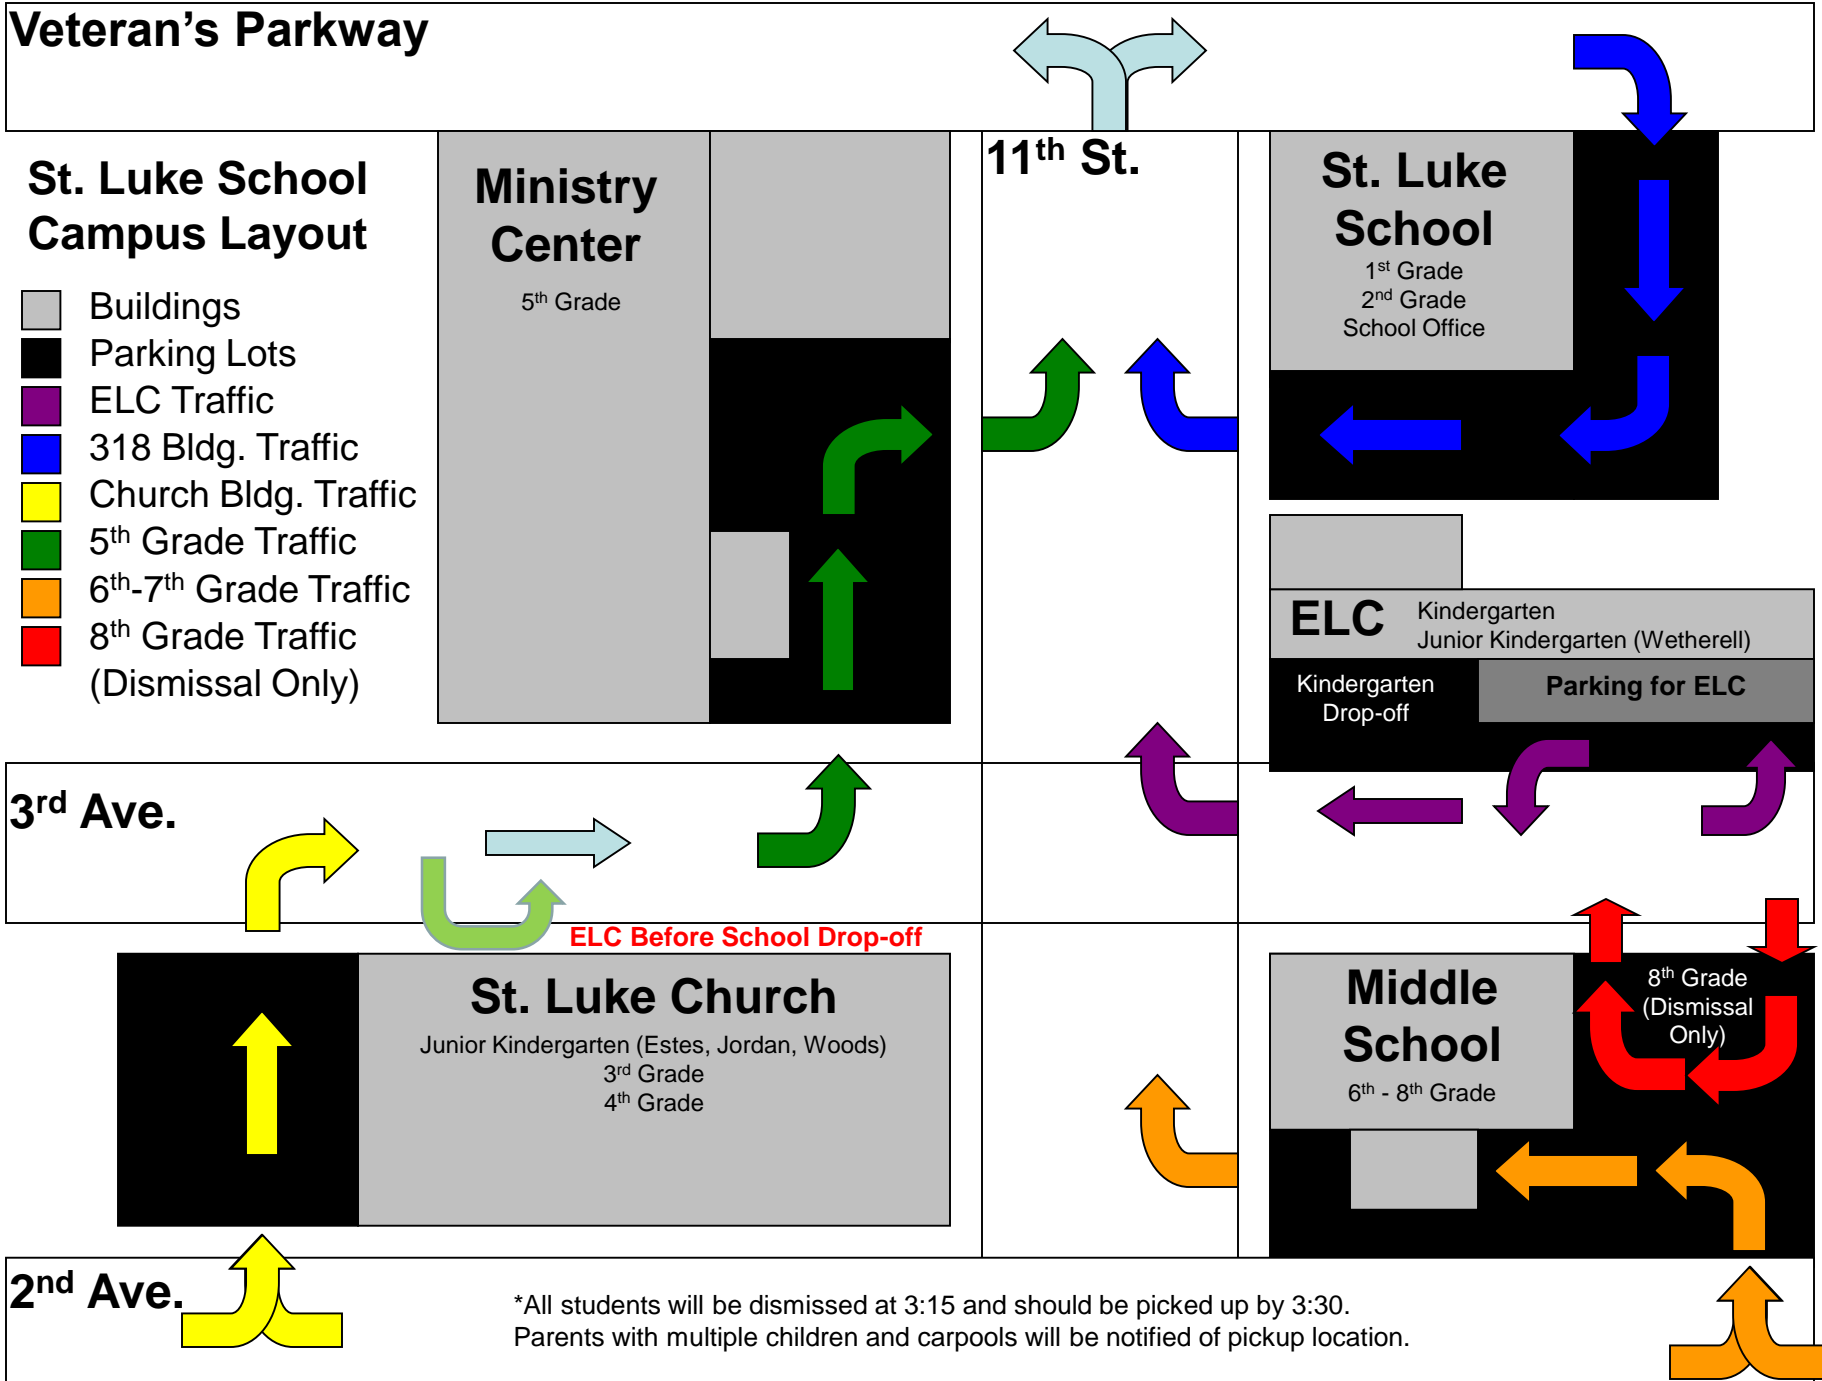 Veteran's Parkway
St. Luke School
Campus Layout
Buildings
Parking Lots
ELC Traffic
318 Bldg. Traffic
Church Bldg. Traffic
5th Grade Traffic
6th-7th Grade Traffic
8th Grade Traffic
(Dismissal Only)
Ministry
Center
5th Grade
11th St.
St. Luke
School
1st Grade
2nd Grade
School Office
ELC
Kindergarten
Junior Kindergarten (Wetherell)
Kindergarten
Drop-off
Parking for ELC
3rd Ave.
ELC Before School Drop-off
St. Luke Church
Junior Kindergarten (Estes, Jordan, Woods)
3rd Grade
4th Grade
Middle
School
6th - 8th Grade
8th Grade
(Dismissal
Only)
2nd Ave.
*All students will be dismissed at 3:15 and should be picked up by 3:30.
Parents with multiple children and carpools will be notified of pickup location.